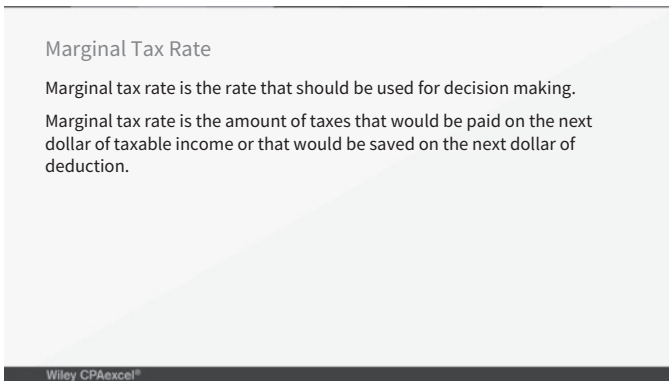 Marginal Tax Rate
Marginal tax rate is the rate that should be used for decision making.
Marginal tax rate is the amount of taxes that would be paid on the next
dollar of taxable income or that would be saved on the next dollar of
deduction.
Wiley CPAexcel®